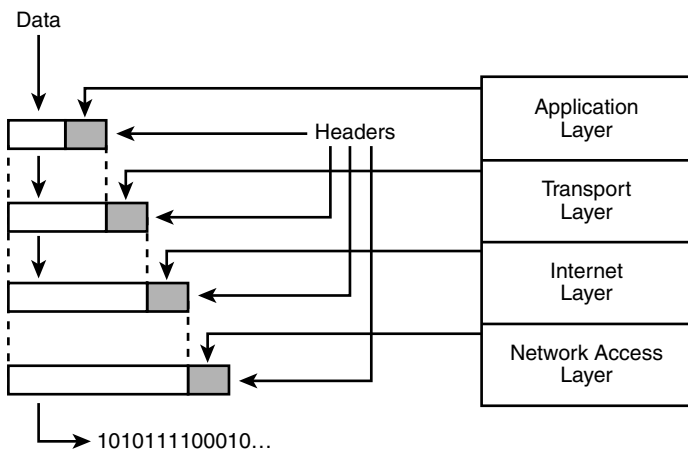 Data
Headers
Application
Layer
Transport
Layer
Internet
Layer
Network Access
Layer
1010111100010...